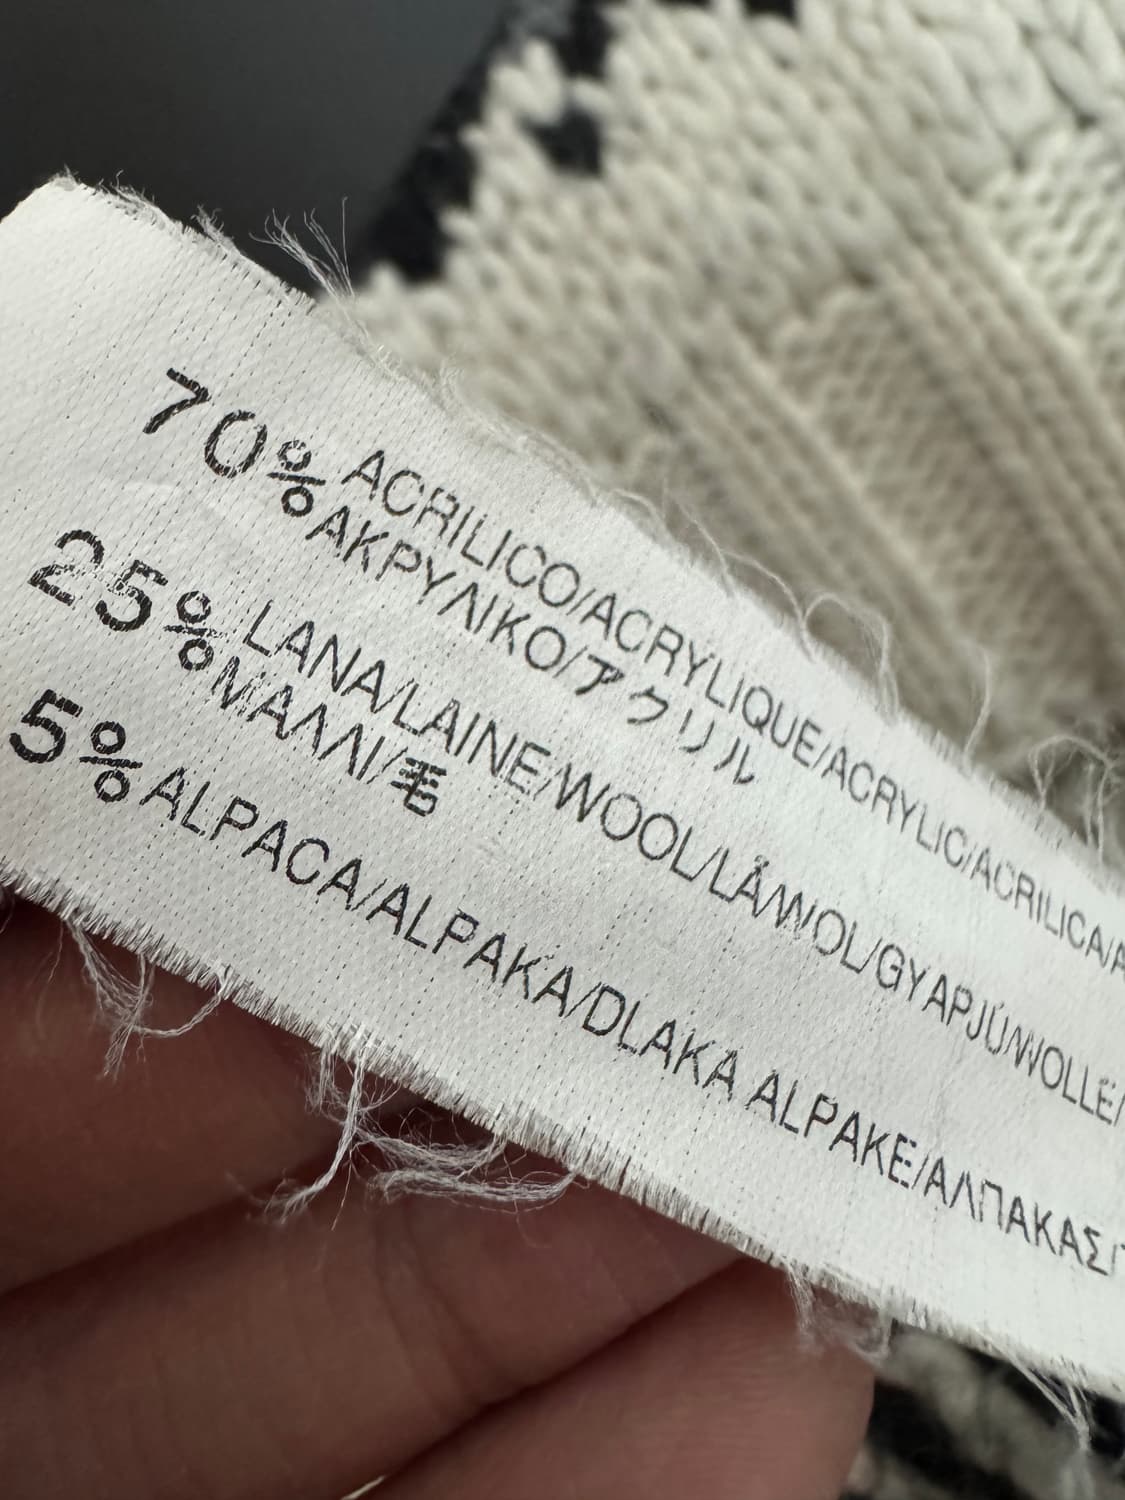 70% ACRILICO/ACRYLIQUE/ACRYLIC/ACRILICA/
ΑΚΡΥΛΙΚΟ/アクリル
25% LANA/LAINE/WOOL/LÅ/WOL/GYAPJÚ/WOLLE/
ΜΑΛΛΙ/毛
5% ALPACA/ALPAKA/DLAKA ALPAKE/ΑΛΠΑΚΑΣ/